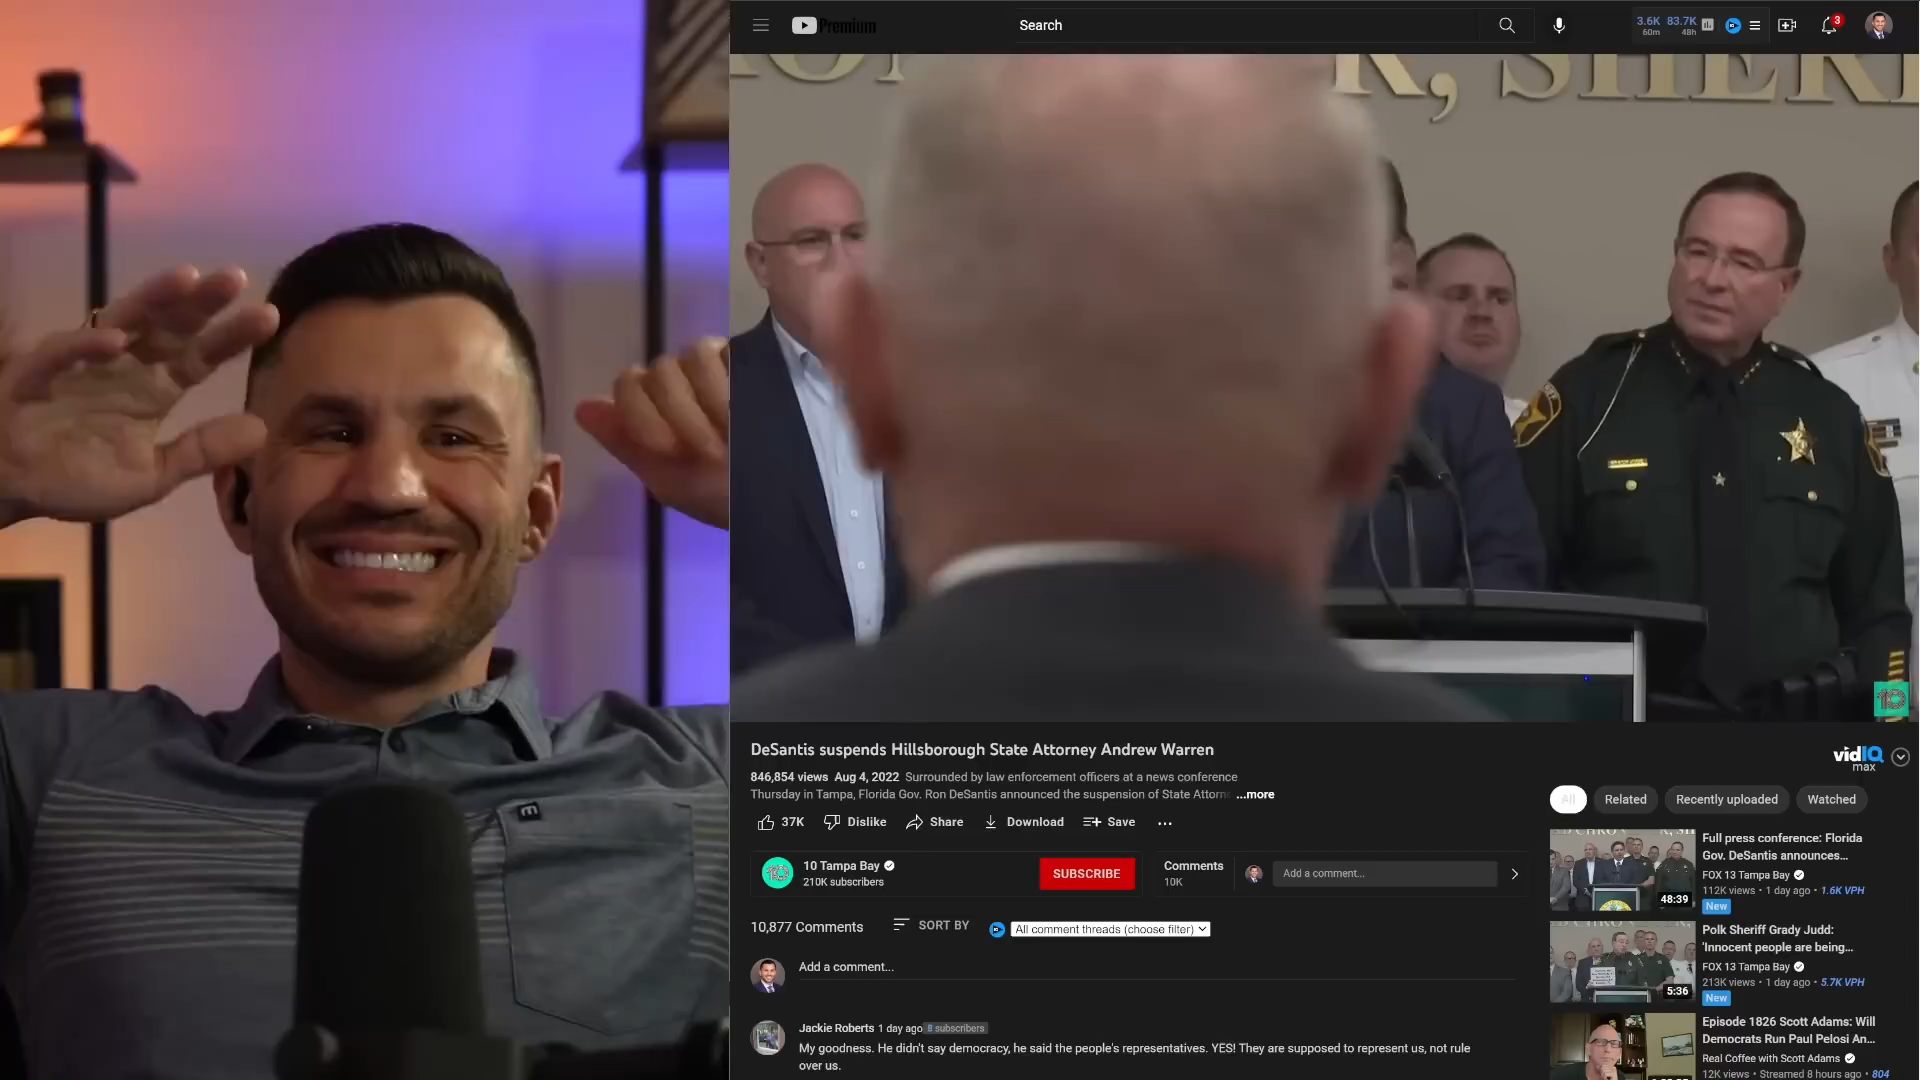 Premium
Search
3.6K 83.7K
60m 48h
3
R, SHERI
DeSantis suspends Hillsborough State Attorney Andrew Warren
846,854 views Aug 4, 2022 Surrounded by law enforcement officers at a news conference
Thursday in Tampa, Florida Gov. Ron DeSantis announced the suspension of State Attorn ...more
37K Dislike Share Download Save ...
10 Tampa Bay
210K subscribers
SUBSCRIBE
Comments
10K
Add a comment...
10,877 Comments SORT BY All comment threads (choose filter)
Add a comment...
Jackie Roberts 1 day ago 8 subscribers
My goodness. He didn't say democracy, he said the people's representatives. YES! They are supposed to represent us, not rule
over us.
10
vidIQ
max
All Related Recently uploaded Watched
Full press conference: Florida
Gov. DeSantis announces...
FOX 13 Tampa Bay
112K views • 1 day ago • 1.6K VPH
New
48:39
Polk Sheriff Grady Judd:
'Innocent people are being...
FOX 13 Tampa Bay
213K views • 1 day ago • 5.7K VPH
New
5:36
Episode 1826 Scott Adams: Will
Democrats Run Paul Pelosi An...
Real Coffee with Scott Adams
12K views • Streamed 8 hours ago • 804